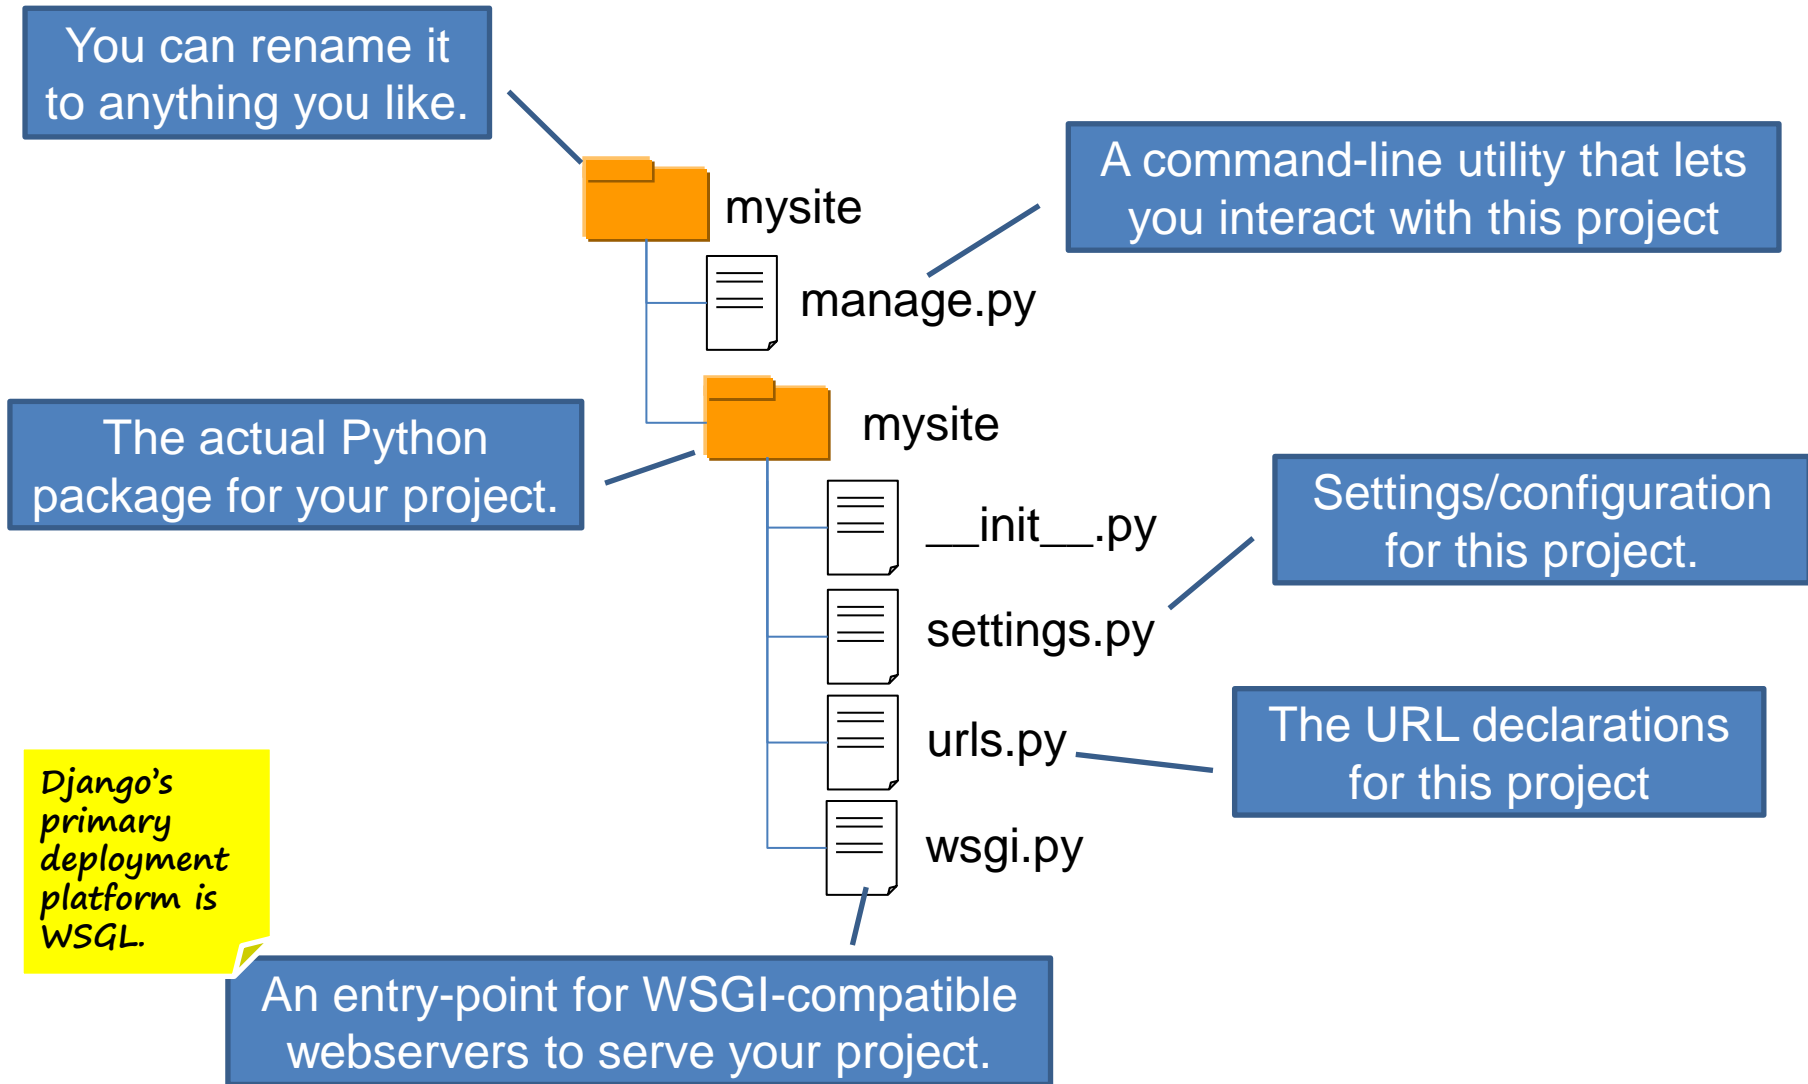 You can rename it
to anything you like.
mysite
A command-line utility that lets
you interact with this project
manage.py
The actual Python
package for your project.
mysite
__init__.py
Settings/configuration
for this project.
settings.py
urls.py
The URL declarations
for this project
wsgi.py
Django’s
primary
deployment
platform is
WSGL.
An entry-point for WSGI-compatible
webservers to serve your project.